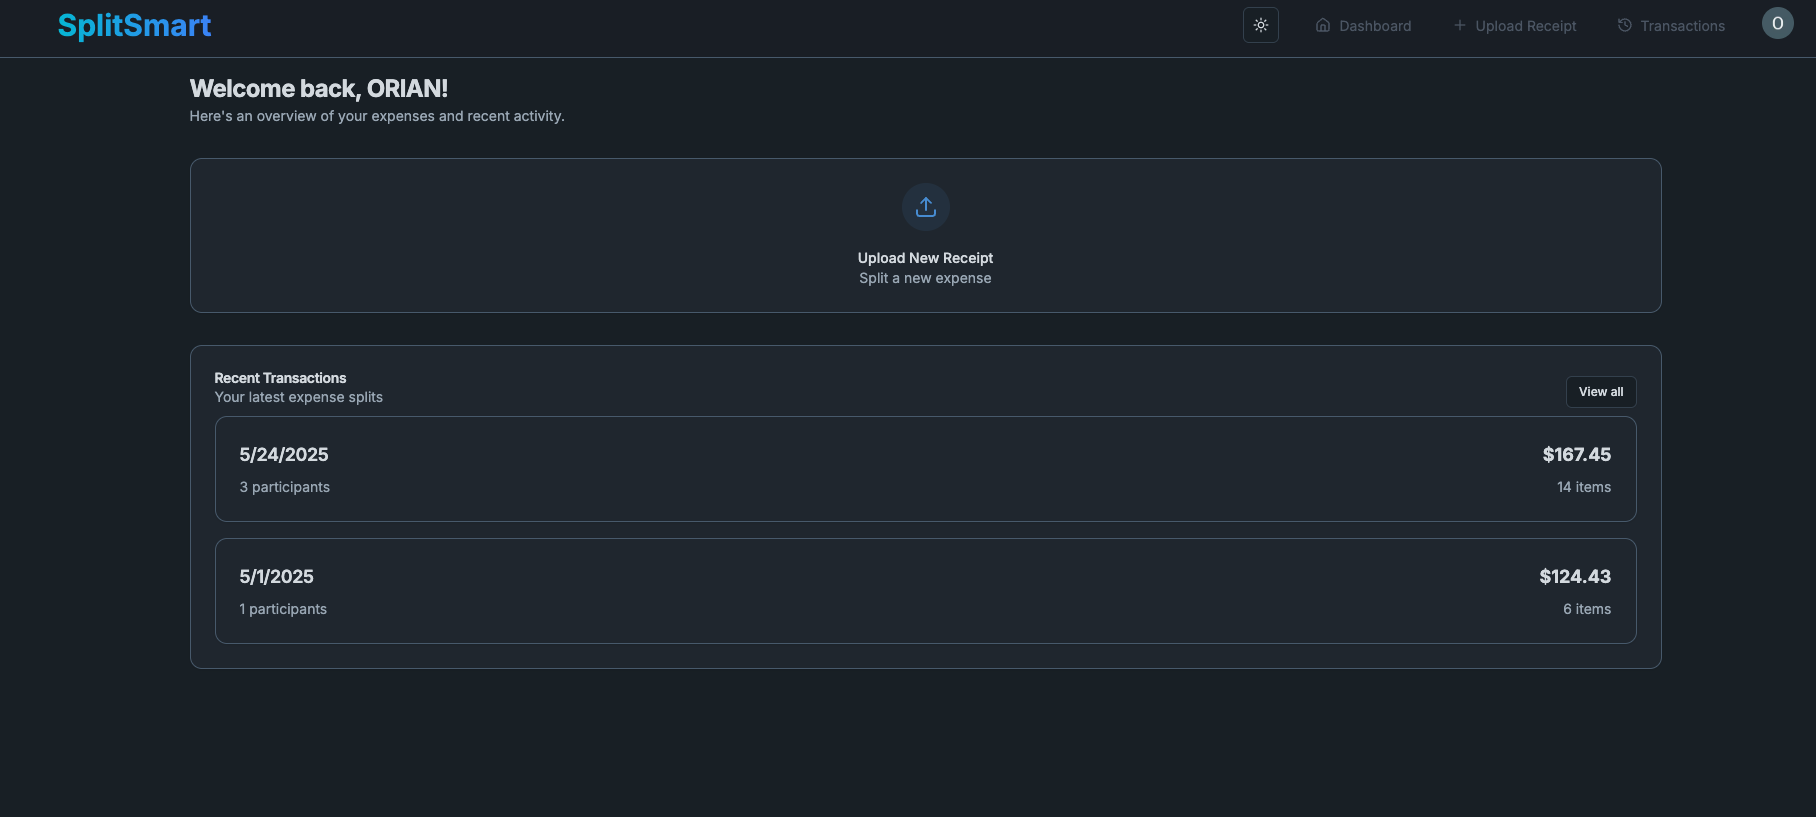 SplitSmart
Dashboard
Upload Receipt
Transactions
O
Welcome back, ORIAN!
Here's an overview of your expenses and recent activity.
Upload New Receipt
Split a new expense
Recent Transactions
Your latest expense splits
View all
5/24/2025
$167.45
3 participants
14 items
5/1/2025
$124.43
1 participants
6 items